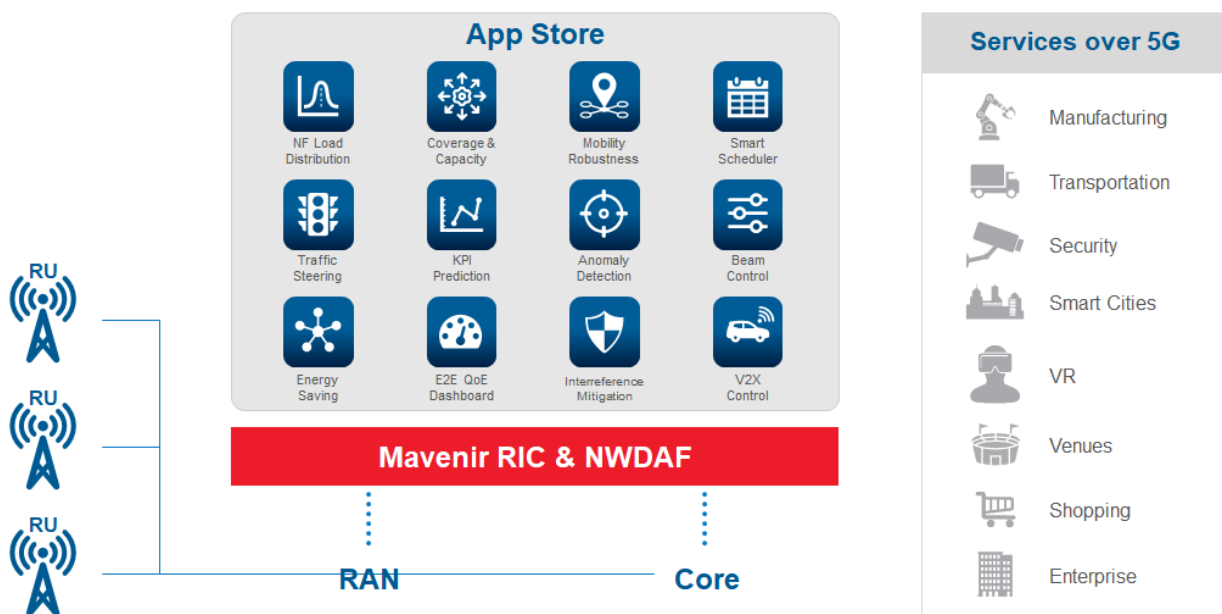 App Store
NF Load
Distribution
Coverage &
Capacity
Mobility
Robustness
Smart
Scheduler
Traffic
Steering
KPI
Prediction
Anomaly
Detection
Beam
Control
Energy
Saving
E2E QoE
Dashboard
Interreference
Mitigation
V2X
Control
Mavenir RIC & NWDAF
RU
RU
RU
RAN
Core
Services over 5G
Manufacturing
Transportation
Security
Smart Cities
VR
Venues
Shopping
Enterprise